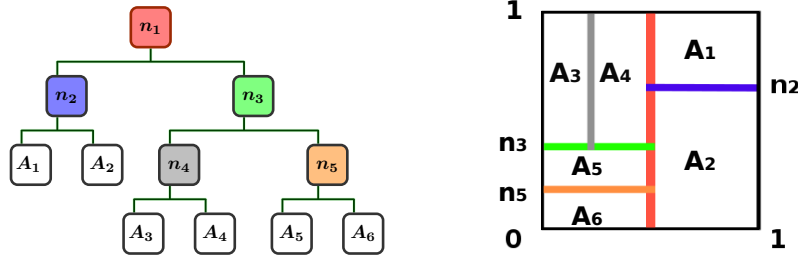 n₁
n₂ n₃
A₁ A₂ n₄ n₅
A₃ A₄ A₅ A₆
1
A₁
A₃ A₄
n₂
n₃
A₅ A₂
n₅
A₆
0 1